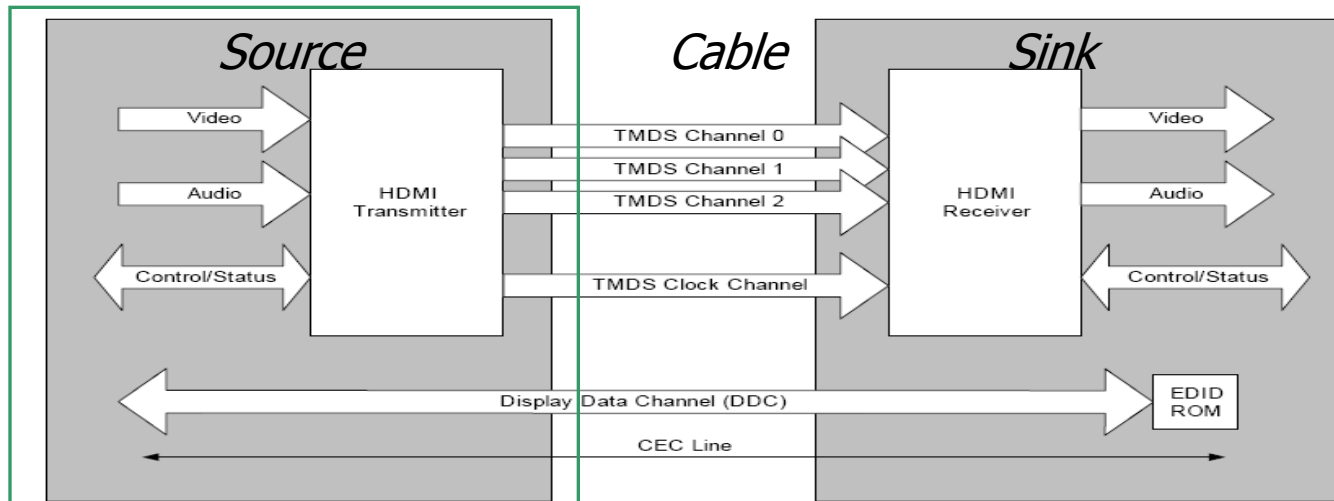 Source
Cable
Sink
Video
TMDS Channel 0
Video
TMDS Channel 1
Audio
HDMI
Transmitter
TMDS Channel 2
HDMI
Receiver
Audio
Control/Status
TMDS Clock Channel
Control/Status
Display Data Channel (DDC)
EDID
ROM
CEC Line